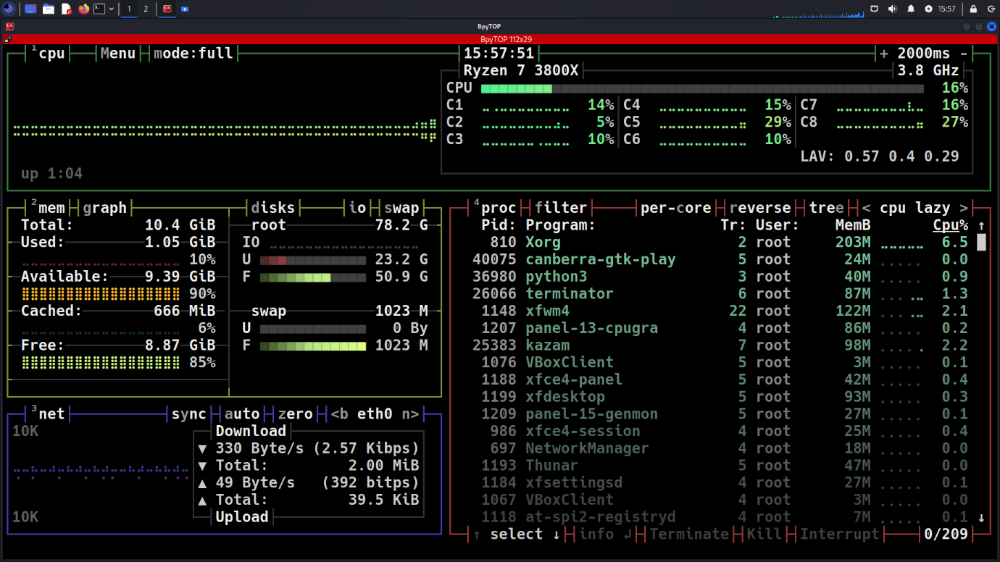 1 2 15:57
BpyTOP
BpyTOP 112x29
1cpu Menu mode:full 15:57:51 + 2000ms -
Ryzen 7 3800X 3.8 GHz
CPU 16%
C1 14% C4 15% C7 16%
C2 5% C5 29% C8 27%
C3 10% C6 10%
LAV: 0.57 0.4 0.29
up 1:04
2mem graph disks io swap
Total: 10.4 GiB
Used: 1.05 GiB
10%
Available: 9.39 GiB
90%
Cached: 666 MiB
6%
Free: 8.87 GiB
85%
root 78.2 G
IO
U 23.2 G
F 50.9 G
swap 1023 M
U 0 By
F 1023 M
3net sync auto zero <b eth0 n>
10K
Download
▼ 330 Byte/s (2.57 Kibps)
▼ Total: 2.00 MiB
▲ 49 Byte/s (392 bitps)
▲ Total: 39.5 KiB
10K
Upload
4proc filter per-core reverse tree < cpu lazy >
Pid: Program: Tr: User: MemB Cpu% ↑
810 Xorg 2 root 203M 6.5
40075 canberra-gtk-play 5 root 24M 0.0
36980 python3 3 root 40M 0.9
26066 terminator 6 root 87M 1.3
1148 xfwm4 22 root 122M 2.1
1207 panel-13-cpugra 4 root 86M 0.2
25383 kazam 7 root 98M 2.2
1076 VBoxClient 5 root 3M 0.1
1188 xfce4-panel 5 root 42M 0.4
1199 xfdesktop 5 root 93M 0.3
1209 panel-15-genmon 5 root 27M 0.1
986 xfce4-session 4 root 25M 0.4
697 NetworkManager 4 root 18M 0.0
1193 Thunar 5 root 47M 0.0
1184 xfsettingsd 4 root 27M 0.1
1067 VBoxClient 4 root 3M 0.0
1118 at-spi2-registryd 4 root 7M 0.1 ↓
↑ select ↓ info ↲ Terminate Kill Interrupt 0/209